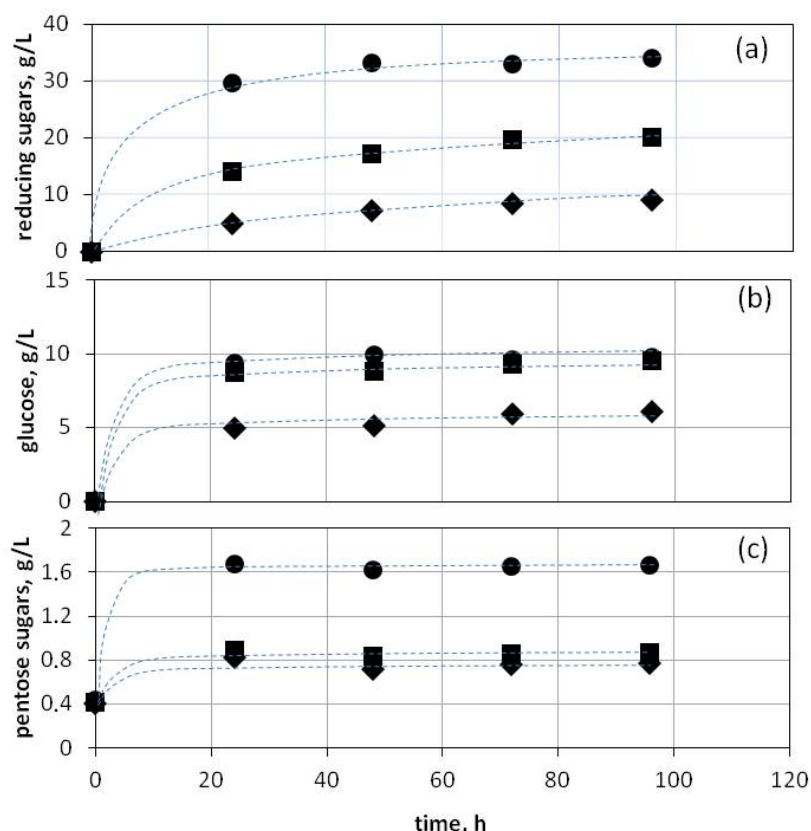 40
30
20
10
0
reducing sugars, g/L
(a)
15
10
5
0
glucose, g/L
(b)
2
1.6
1.2
0.8
0.4
0
pentose sugars, g/L
(c)
0 20 40 60 80 100 120
time, h